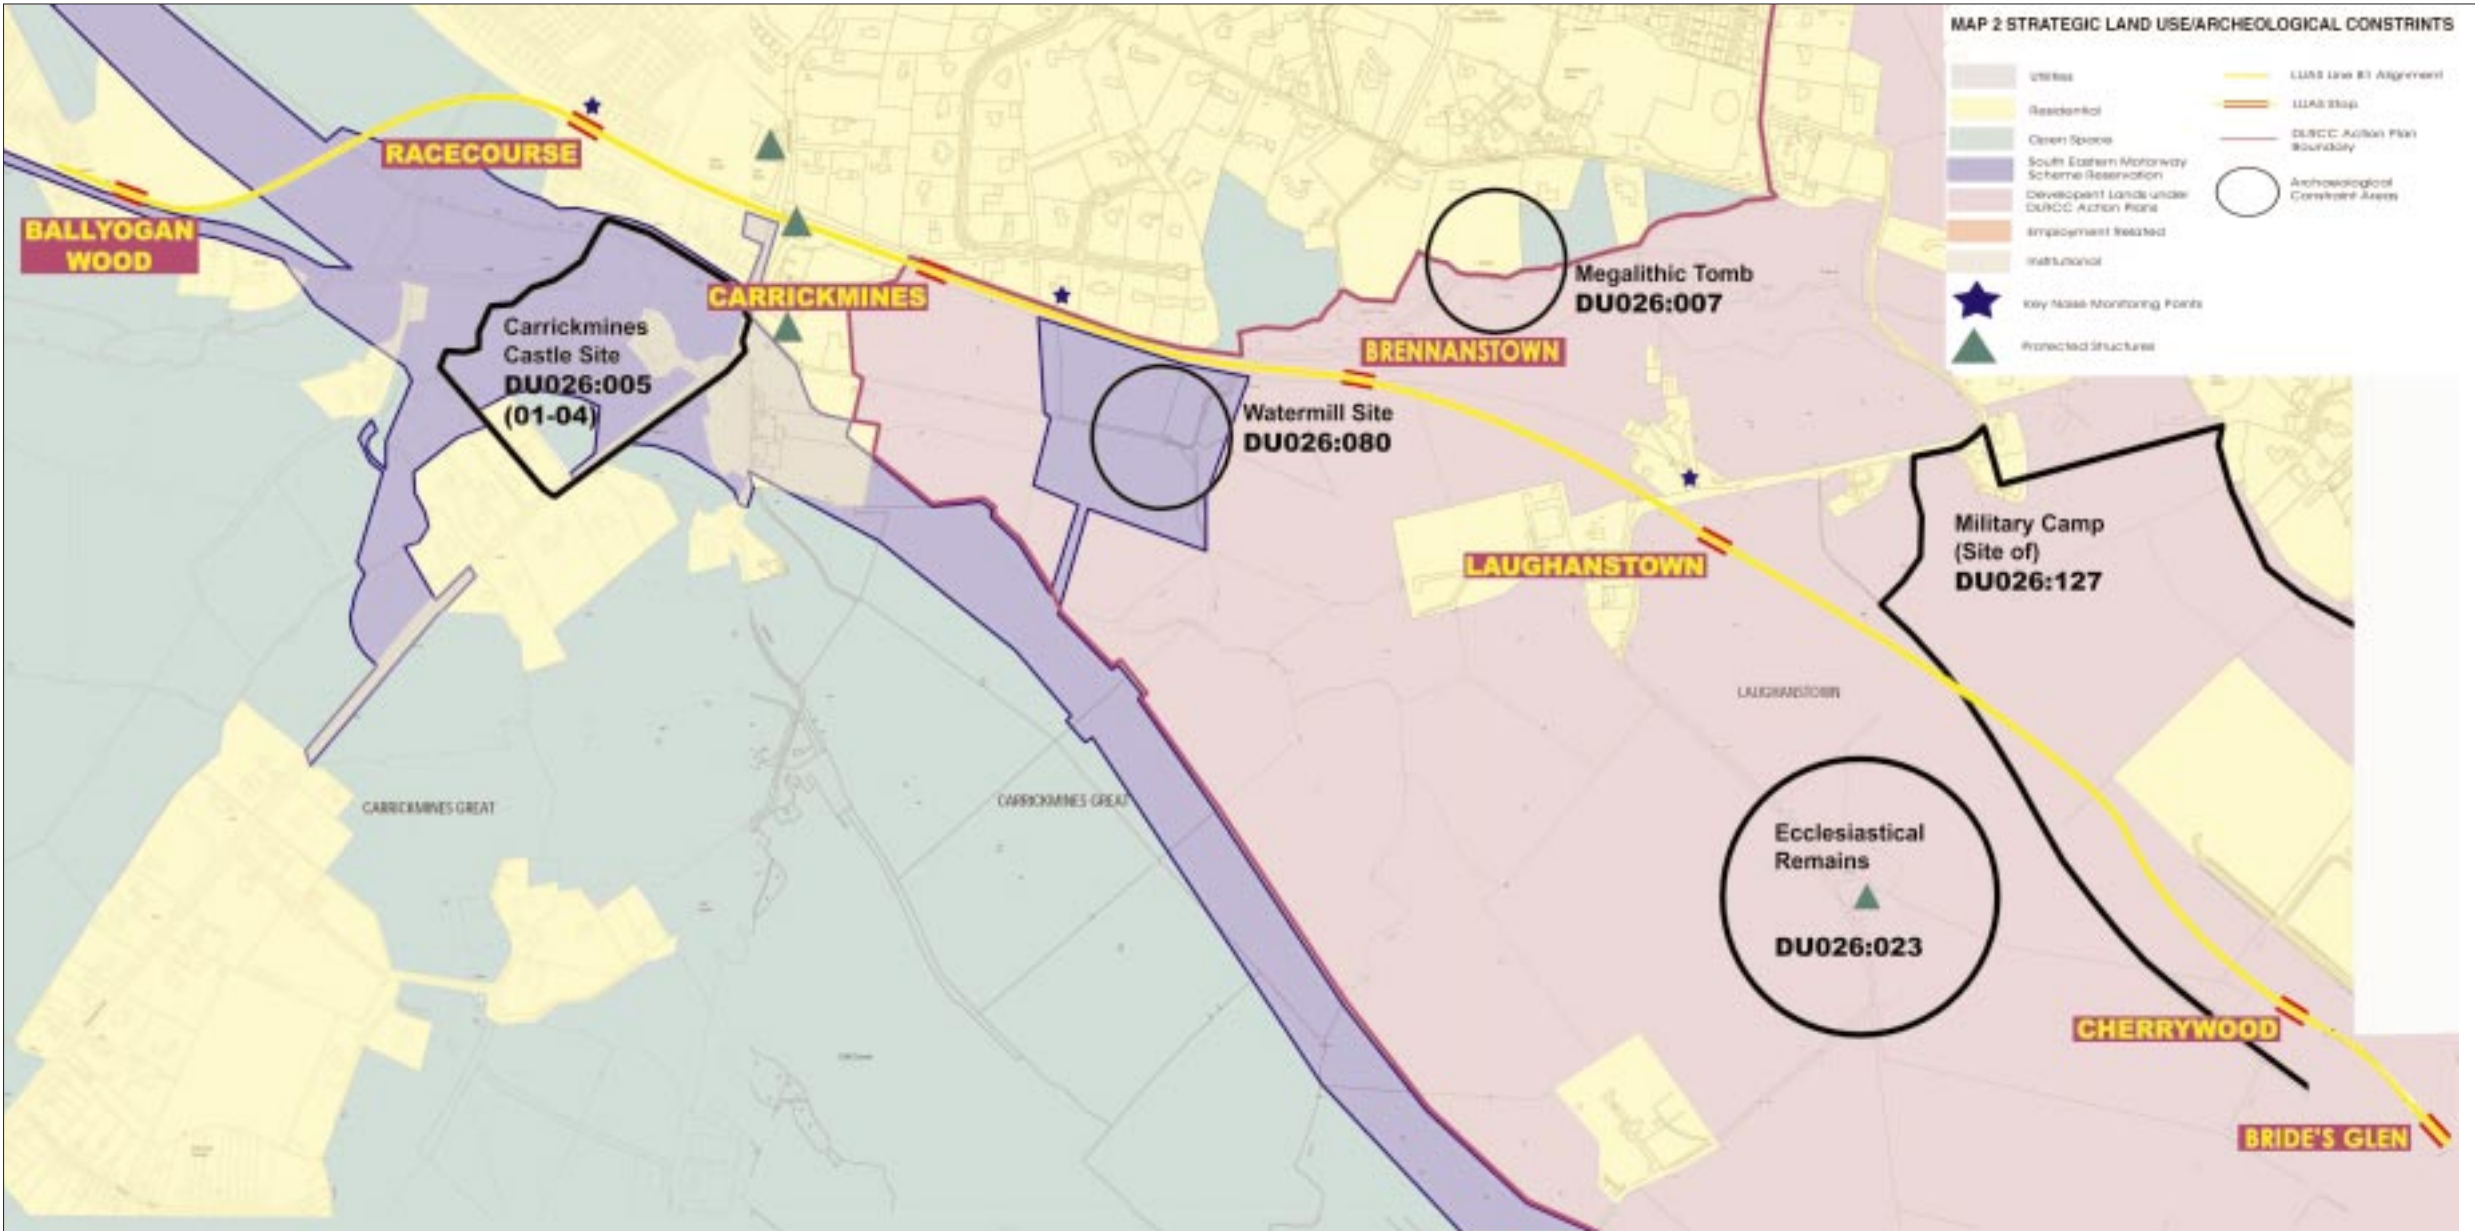 MAP 2 STRATEGIC LAND USE/ARCHEOLOGICAL CONSTRINTS
Utilities
Residential
Open Space
South Eastern Motorway
Scheme Reservation
Developent Lands under
DLRCC Action Plans
Employment Related
Institutional
Key Noise Monitoring Points
Protected Structures
LUAS Line B1 Alignment
LUAS Stop
DLRCC Action Plan
Boundary
Archaeological
Constraint Areas
RACECOURSE
BALLYOGAN
WOOD
CARRICKMINES
Carrickmines
Castle Site
DU026:005
(01-04)
Megalithic Tomb
DU026:007
BRENNANSTOWN
Watermill Site
DU026:080
LAUGHANSTOWN
Military Camp
(Site of)
DU026:127
LAUGHANSTOWN
CARRICKMINES GREAT
CARRICKMINES GREAT
Ecclesiastical
Remains
DU026:023
CHERRYWOOD
BRIDE'S GLEN